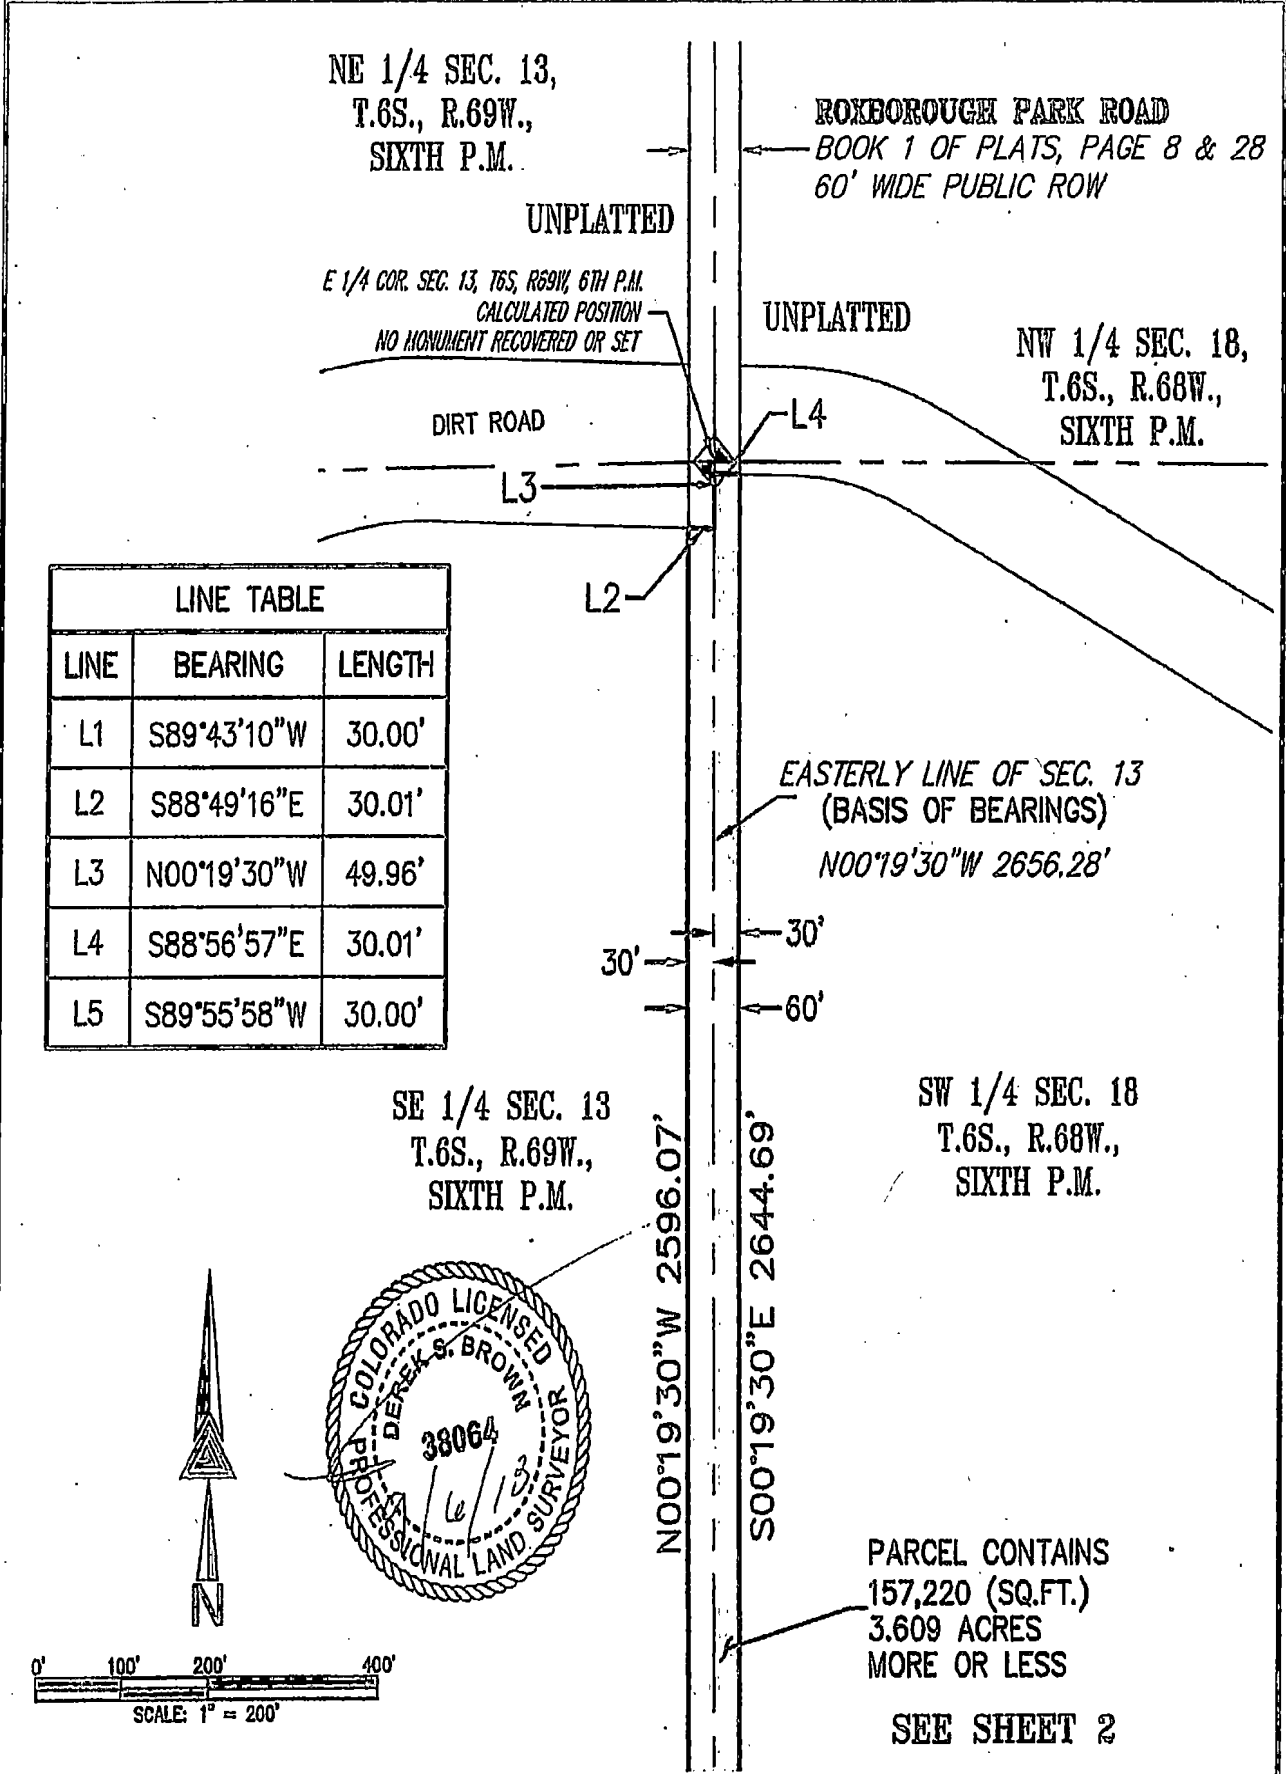 NE 1/4 SEC. 13,
T.6S., R.69W.,
SIXTH P.M.
ROXBOROUGH PARK ROAD
BOOK 1 OF PLATS, PAGE 8 & 28
60' WIDE PUBLIC ROW
UNPLATTED
E 1/4 COR. SEC. 13, T6S, R69W, 6TH P.M.
CALCULATED POSITION
NO MONUMENT RECOVERED OR SET
UNPLATTED
NW 1/4 SEC. 18,
T.6S., R.68W.,
SIXTH P.M.
DIRT ROAD
L4
L3
L2
LINE TABLE
LINE BEARING LENGTH
L1 S89°43'10"W 30.00'
L2 S88°49'16"E 30.01'
L3 N00°19'30"W 49.96'
L4 S88°56'57"E 30.01'
L5 S89°55'58"W 30.00'
EASTERLY LINE OF SEC. 13
(BASIS OF BEARINGS)
N00°19'30"W 2656.28'
30'
30'
60'
SE 1/4 SEC. 13
T.6S., R.69W.,
SIXTH P.M.
SW 1/4 SEC. 18
T.6S., R.68W.,
SIXTH P.M.
N00°19'30"W 2596.07'
S00°19'30"E 2644.69'
COLORADO LICENSED
DEREK S. BROWN
38064
PROFESSIONAL LAND SURVEYOR
N
0' 100' 200' 400'
SCALE: 1" = 200'
PARCEL CONTAINS
157,220 (SQ.FT.)
3.609 ACRES
MORE OR LESS
SEE SHEET 2